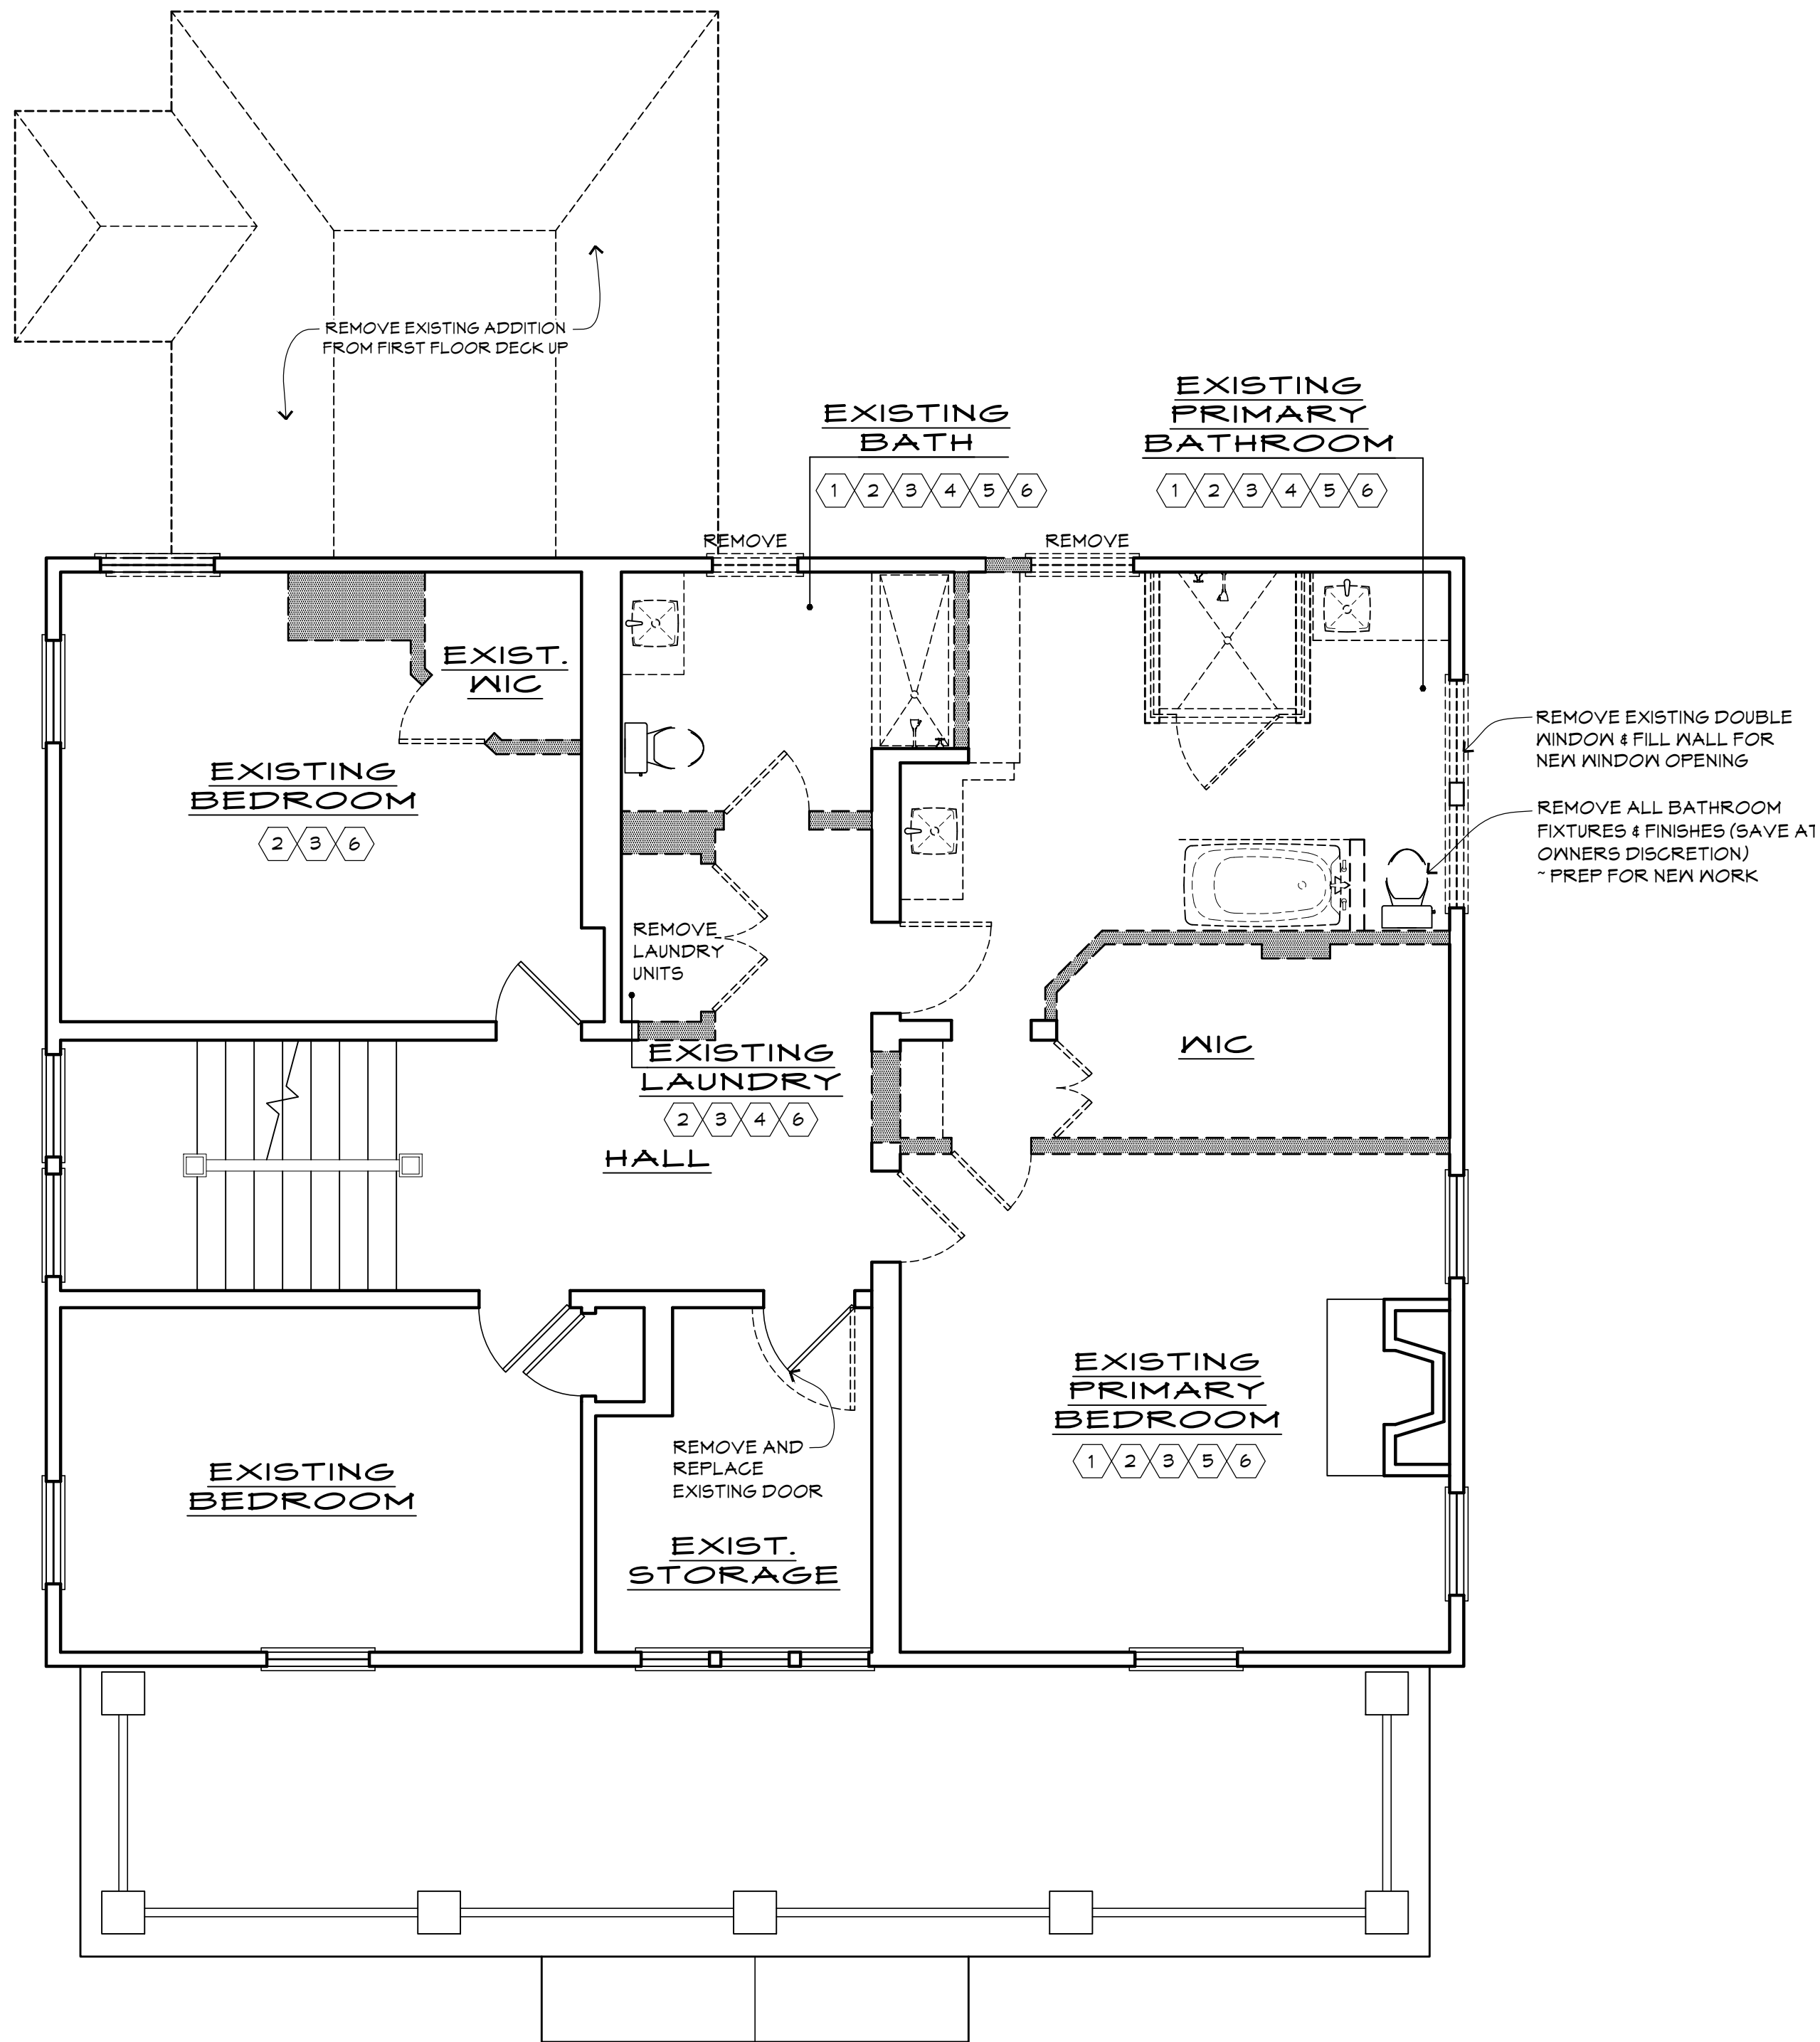 REMOVE EXISTING ADDITION
FROM FIRST FLOOR DECK UP
EXISTING
BATH
1 2 3 4 5 6
EXISTING
PRIMARY
BATHROOM
1 2 3 4 5 6
REMOVE
REMOVE
EXIST.
WIC
EXISTING
BEDROOM
2 3 6
REMOVE EXISTING DOUBLE
WINDOW & FILL WALL FOR
NEW WINDOW OPENING
REMOVE ALL BATHROOM
FIXTURES & FINISHES (SAVE AT
OWNERS DISCRETION)
~ PREP FOR NEW WORK
REMOVE
LAUNDRY
UNITS
EXISTING
LAUNDRY
2 3 4 6
WIC
HALL
EXISTING
PRIMARY
BEDROOM
1 2 3 5 6
REMOVE AND
REPLACE
EXISTING DOOR
EXISTING
BEDROOM
EXIST.
STORAGE